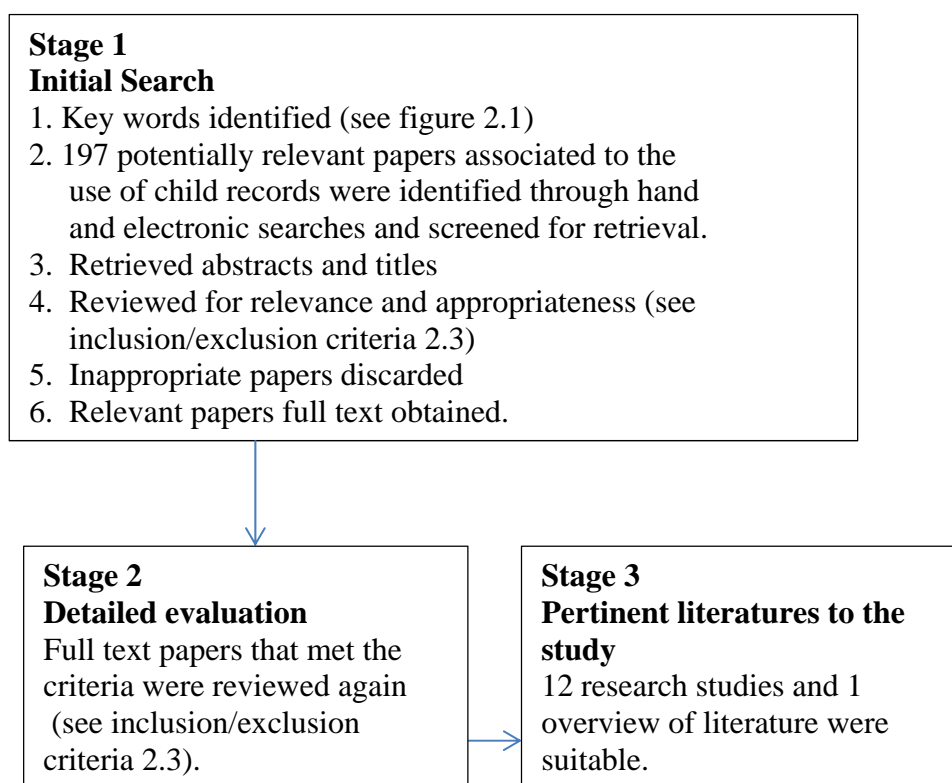 Stage 1
Initial Search
1. Key words identified (see figure 2.1)
2. 197 potentially relevant papers associated to the
use of child records were identified through hand
and electronic searches and screened for retrieval.
3. Retrieved abstracts and titles
4. Reviewed for relevance and appropriateness (see
inclusion/exclusion criteria 2.3)
5. Inappropriate papers discarded
6. Relevant papers full text obtained.
Stage 2
Detailed evaluation
Full text papers that met the
criteria were reviewed again
(see inclusion/exclusion
criteria 2.3).
Stage 3
Pertinent literatures to the
study
12 research studies and 1
overview of literature were
suitable.